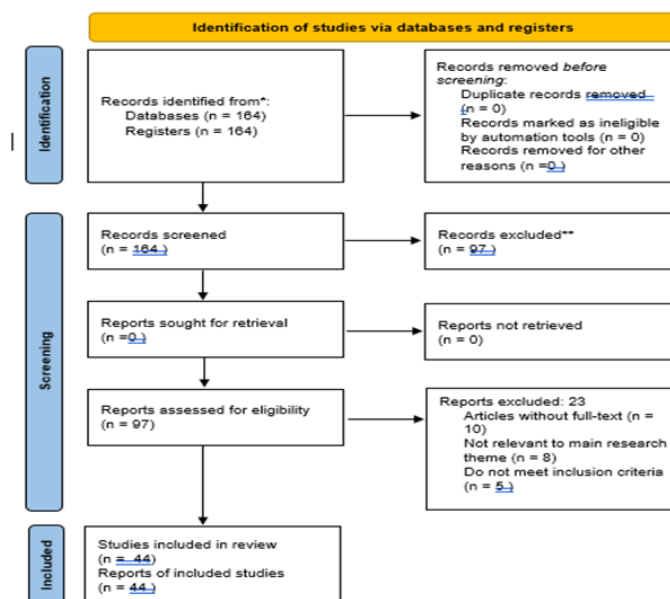 Identification of studies via databases and registers
Identification
Records identified from*:
Databases (n = 164)
Registers (n = 164)
Records removed before
screening:
Duplicate records removed
(n = 0)
Records marked as ineligible
by automation tools (n = 0)
Records removed for other
reasons (n =0 )
Screening
Records screened
(n = 164 )
Records excluded**
(n = 97 )
Reports sought for retrieval
(n =0 )
Reports not retrieved
(n = 0)
Reports assessed for eligibility
(n = 97)
Reports excluded: 23
Articles without full-text (n =
10)
Not relevant to main research
theme (n = 8)
Do not meet inclusion criteria
(n = 5 )
Included
Studies included in review
(n = 44)
Reports of included studies
(n = 44 )